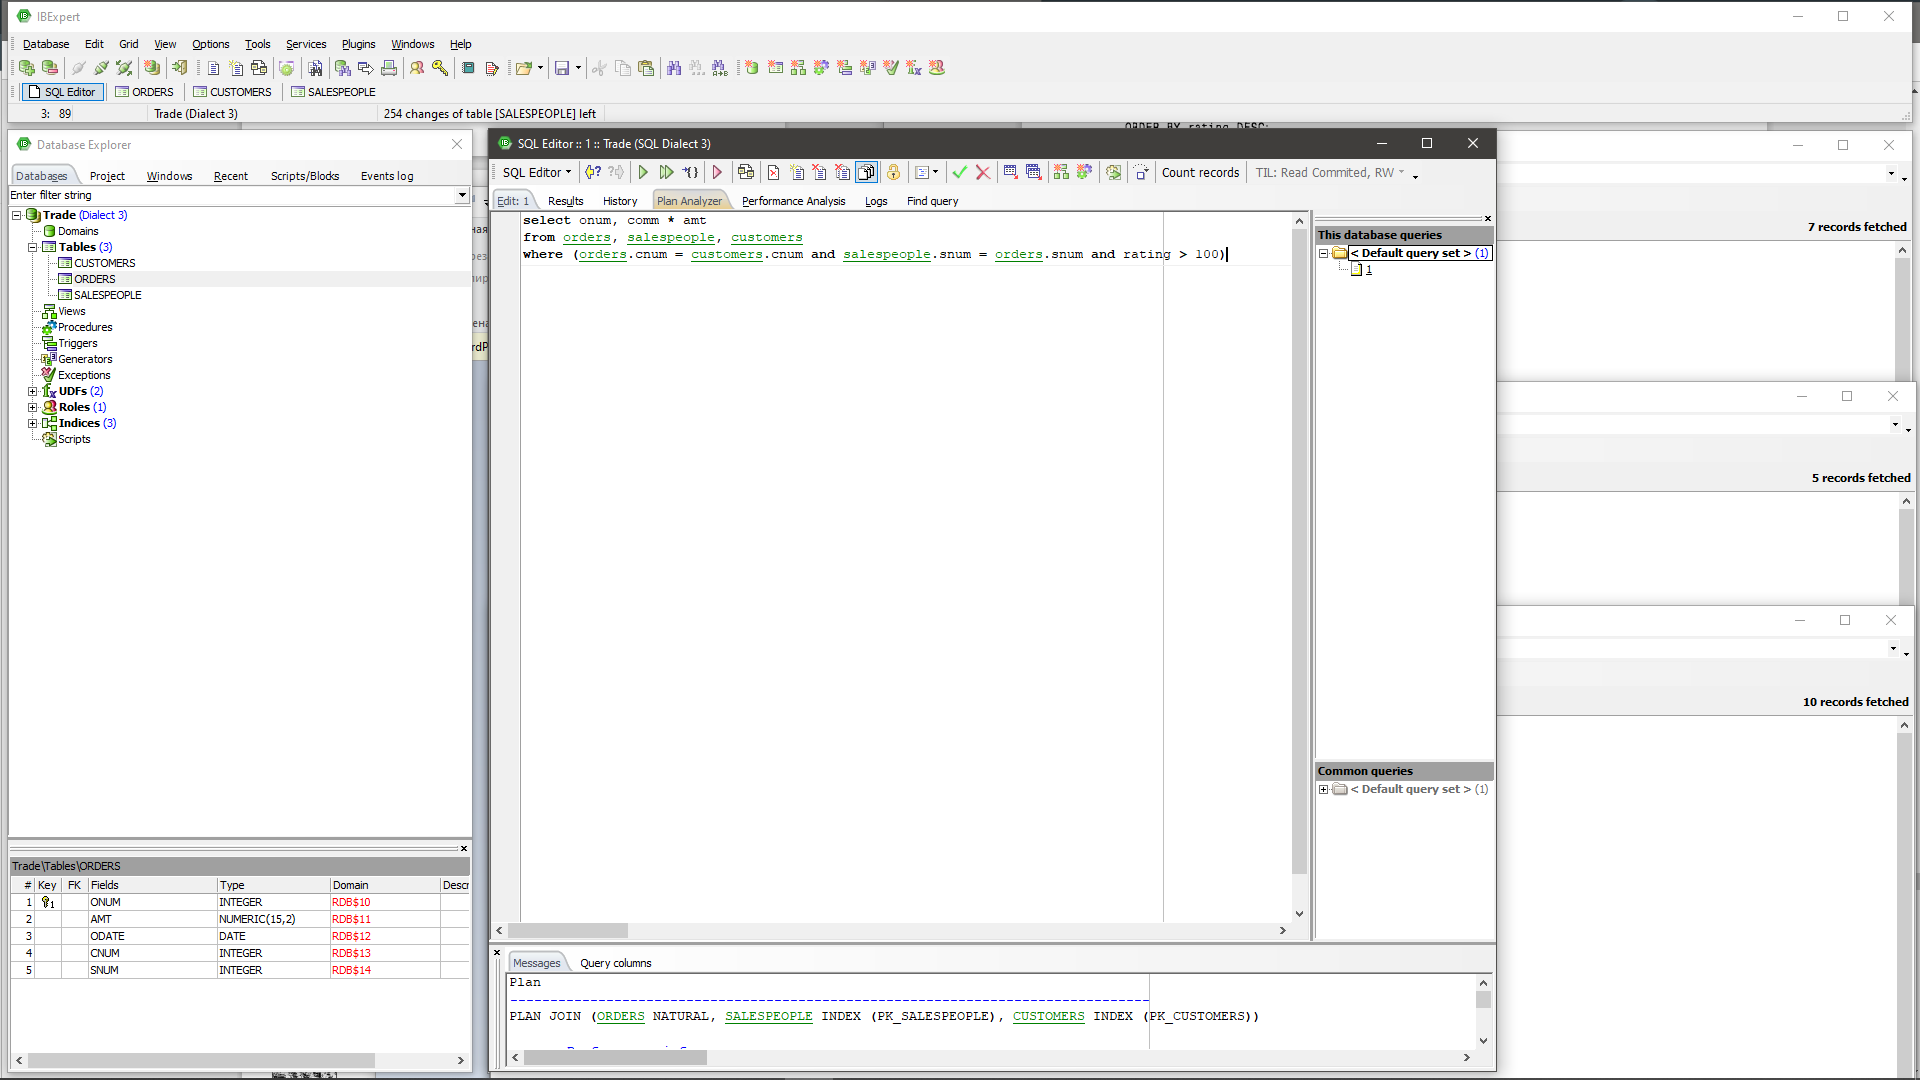 IBExpert
Database Edit Grid View Options Tools Services Plugins Windows Help
SQL Editor ORDERS CUSTOMERS SALESPEOPLE
3: 89 Trade (Dialect 3) 254 changes of table [SALESPEOPLE] left
ORDER BY rating DESC;
Database Explorer
Databases Project Windows Recent Scripts/Blocks Events log
Enter filter string
Trade (Dialect 3)
Domains
Tables (3)
CUSTOMERS
ORDERS
SALESPEOPLE
Views
Procedures
Triggers
Generators
Exceptions
UDFs (2)
Roles (1)
Indices (3)
Scripts
Trade\Tables\ORDERS
# Key FK Fields Type Domain Descr
1 1 ONUM INTEGER RDB$10
2 AMT NUMERIC(15,2) RDB$11
3 ODATE DATE RDB$12
4 CNUM INTEGER RDB$13
5 SNUM INTEGER RDB$14
SQL Editor :: 1 :: Trade (SQL Dialect 3)
SQL Editor Count records TIL: Read Commited, RW
Edit: 1 Results History Plan Analyzer Performance Analysis Logs Find query
select onum, comm * amt
from orders, salespeople, customers
where (orders.cnum = customers.cnum and salespeople.snum = orders.snum and rating > 100)
This database queries
< Default query set > (1)
1
Common queries
< Default query set > (1)
Messages Query columns
Plan
--------------------------------------------------------------------------------
PLAN JOIN (ORDERS NATURAL, SALESPEOPLE INDEX (PK_SALESPEOPLE), CUSTOMERS INDEX (PK_CUSTOMERS))
7 records fetched
5 records fetched
10 records fetched